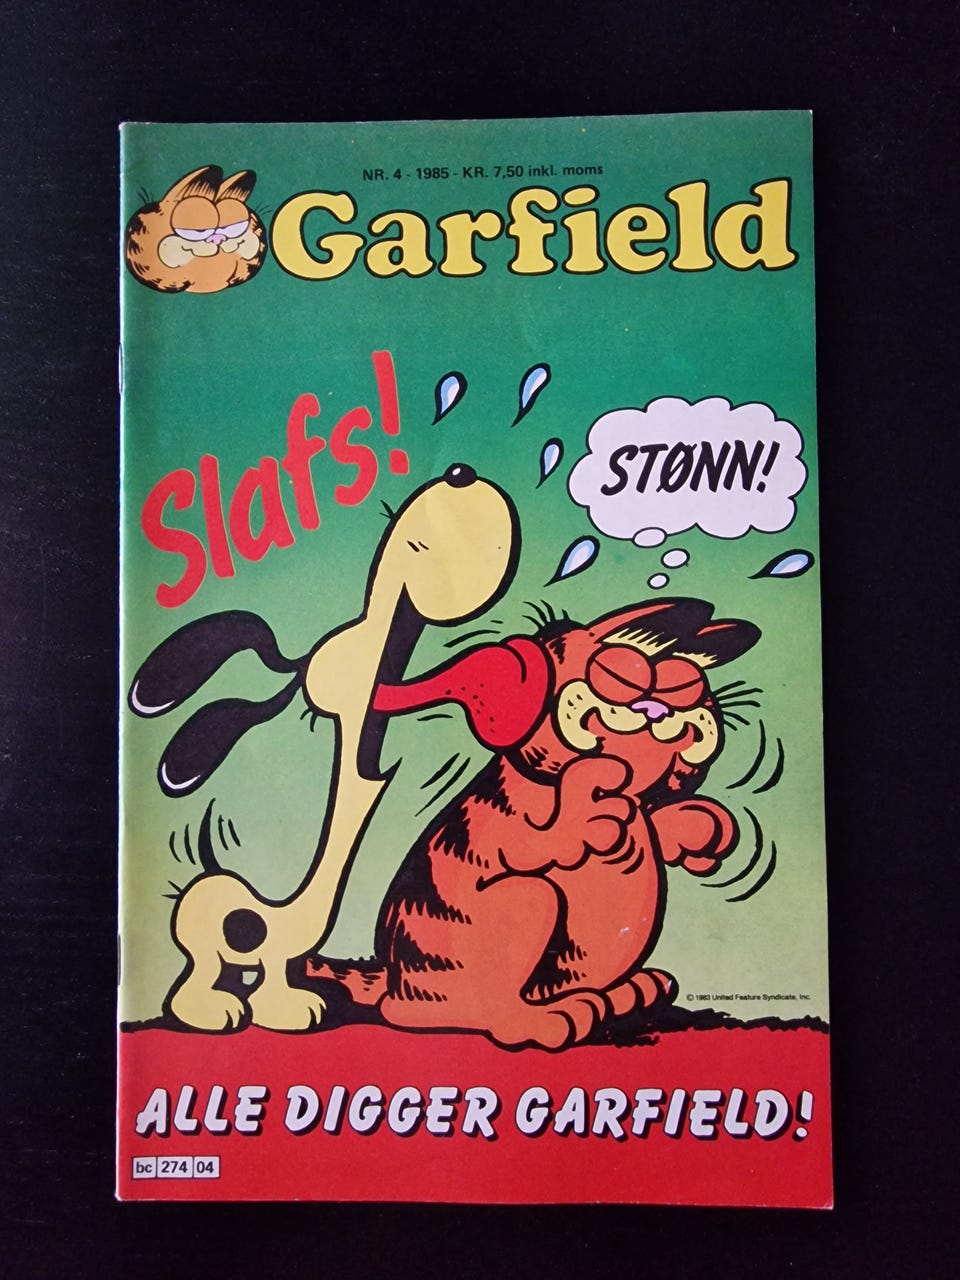 NR. 4 - 1985 - KR. 7,50 inkl. moms
Garfield
Slafs!
STØNN!
© 1983 United Feature Syndicate, Inc.
ALLE DIGGER GARFIELD!
bc 274 04